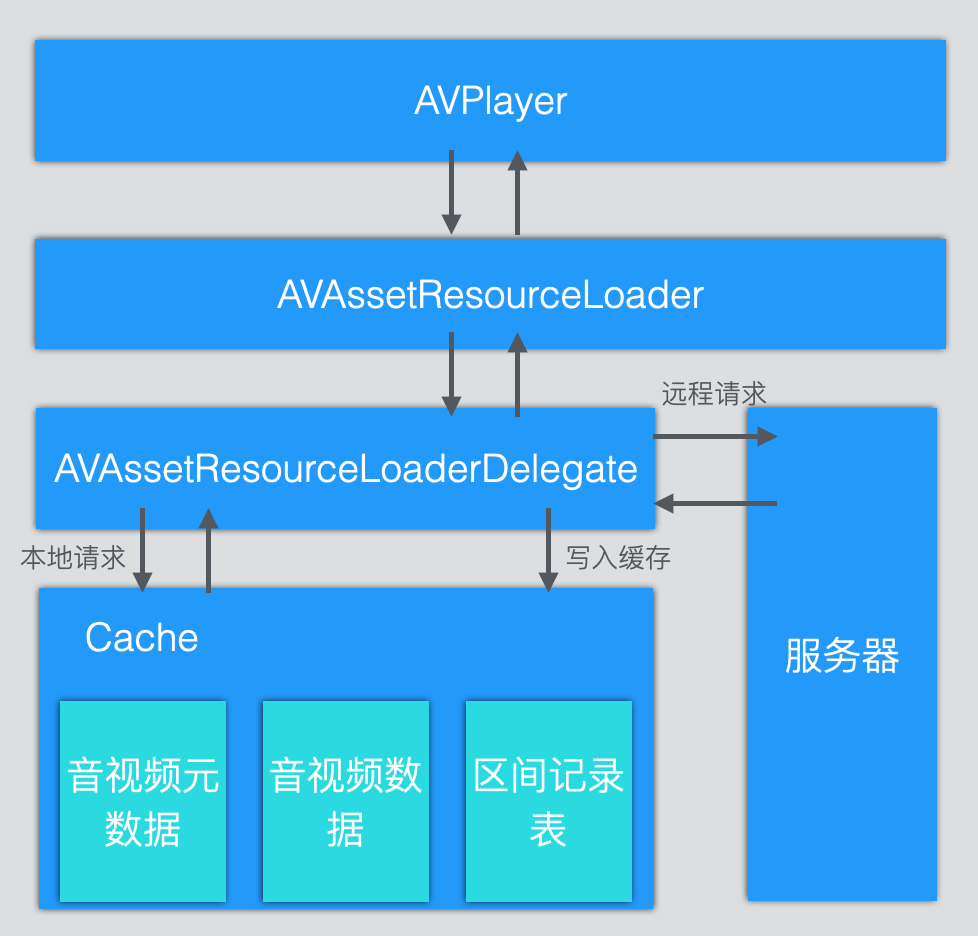 AVPlayer
AVAssetResourceLoader
远程请求
AVAssetResourceLoaderDelegate
本地请求
写入缓存
Cache
服务器
音视频元
数据
音视频数
据
区间记录
表